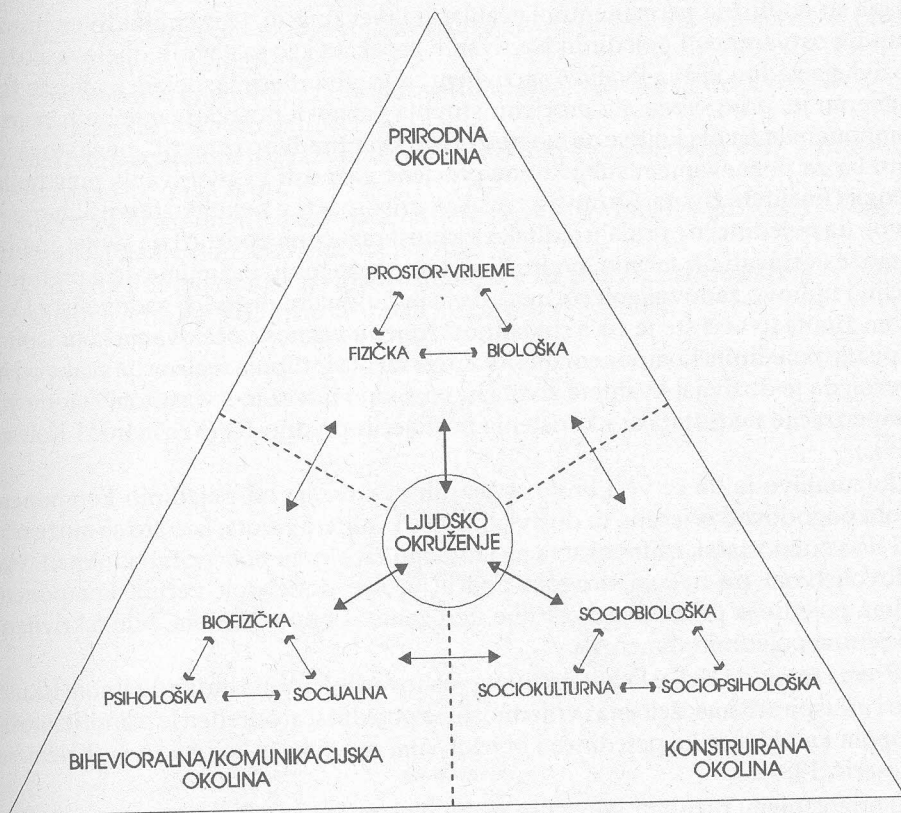 PRIRODNA
OKOLINA
PROSTOR-VRIJEME
FIZIČKA
BIOLOŠKA
LJUDSKO
OKRUŽENJE
BIOFIZIČKA
PSIHOLOŠKA
SOCIJALNA
SOCIOBIOLOŠKA
SOCIOKULTURNA
SOCIOPSIHOLOŠKA
BIHEVIORALNA/KOMUNIKACIJSKA
OKOLINA
KONSTRUIRANA
OKOLINA